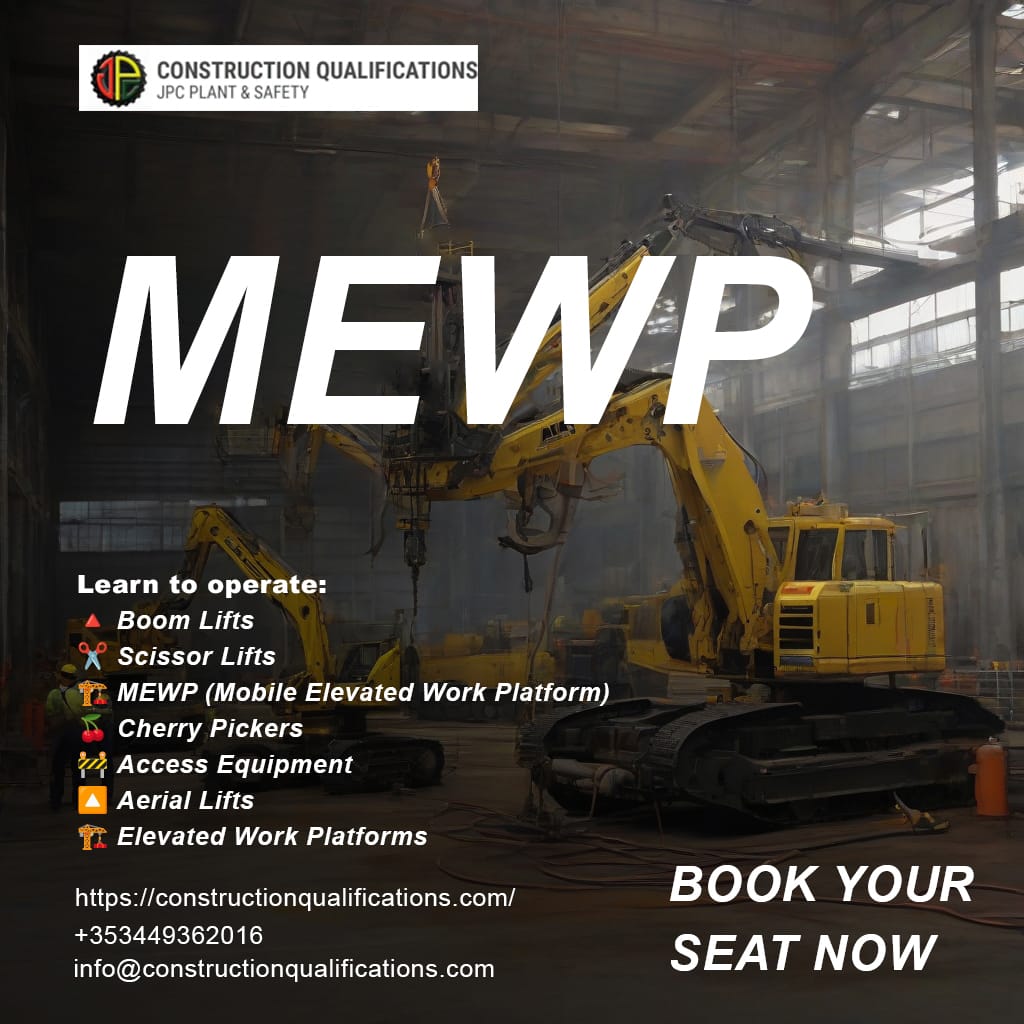 JPC
CONSTRUCTION QUALIFICATIONS
JPC PLANT & SAFETY
MEWP
Learn to operate:
🔺 Boom Lifts
✂️ Scissor Lifts
🏗️ MEWP (Mobile Elevated Work Platform)
🍒 Cherry Pickers
🚧 Access Equipment
🔼 Aerial Lifts
🏗️ Elevated Work Platforms
https://constructionqualifications.com/
+353449362016
info@constructionqualifications.com
BOOK YOUR
SEAT NOW